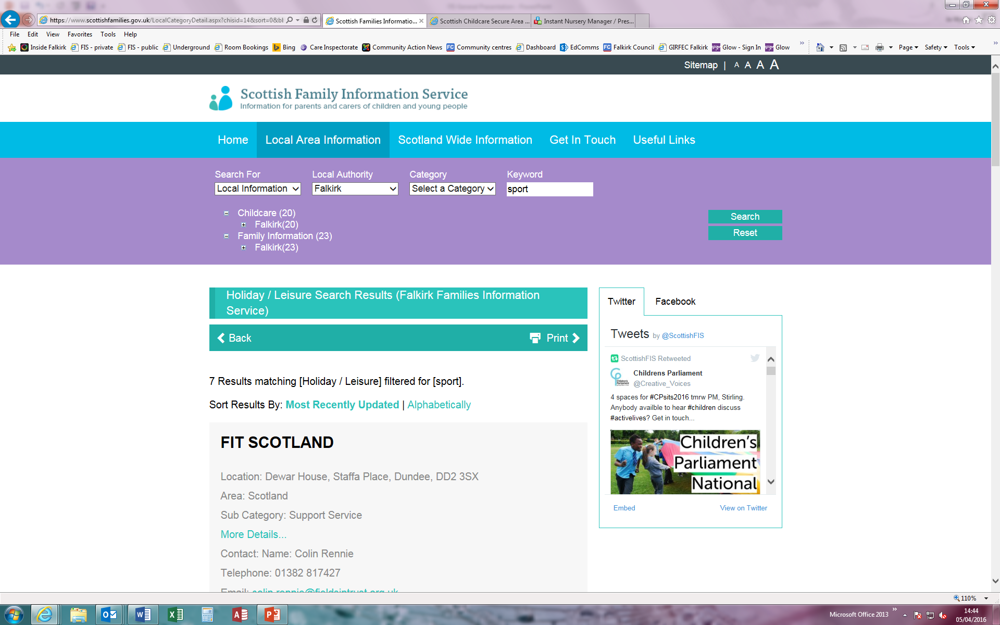 https://www.scottishfamilies.gov.uk/LocalCategoryDetail.aspx?chisid=14&sort=0&bl
Scottish Families Informatio...
Scottish Childcare Secure Area ...
Instant Nursery Manager / Pres...
File Edit View Favorites Tools Help
Inside Falkirk FIS - private FIS - public Underground Room Bookings Bing Care Inspectorate Community Action News Community centres Dashboard EdComms Falkirk Council GIRFEC Falkirk Glow - Sign In Glow Page Safety Tools
Sitemap | A A A A
Scottish Family Information Service
Information for parents and carers of children and young people
Home Local Area Information Scotland Wide Information Get In Touch Useful Links
Search For Local Authority Category Keyword
Local Information Falkirk Select a Category sport
Childcare (20)
Falkirk(20)
Family Information (23)
Falkirk(23)
Search
Reset
Holiday / Leisure Search Results (Falkirk Families Information
Service)
Back Print
7 Results matching [Holiday / Leisure] filtered for [sport].
Sort Results By: Most Recently Updated | Alphabetically
FIT SCOTLAND
Location: Dewar House, Staffa Place, Dundee, DD2 3SX
Area: Scotland
Sub Category: Support Service
More Details...
Contact: Name: Colin Rennie
Telephone: 01382 817427
Email: colin.rennie@fieldsintrust.org.uk
Twitter Facebook
Tweets by @ScottishFIS
ScottishFIS Retweeted
Childrens Parliament
@Creative_Voices
4 spaces for #CPsits2016 tmrw PM, Stirling.
Anybody availble to hear #children discuss
#activelives? Get in touch...
Children's
Parliament
National
Embed View on Twitter
110%
Microsoft Office 2013
14:44
05/04/2016